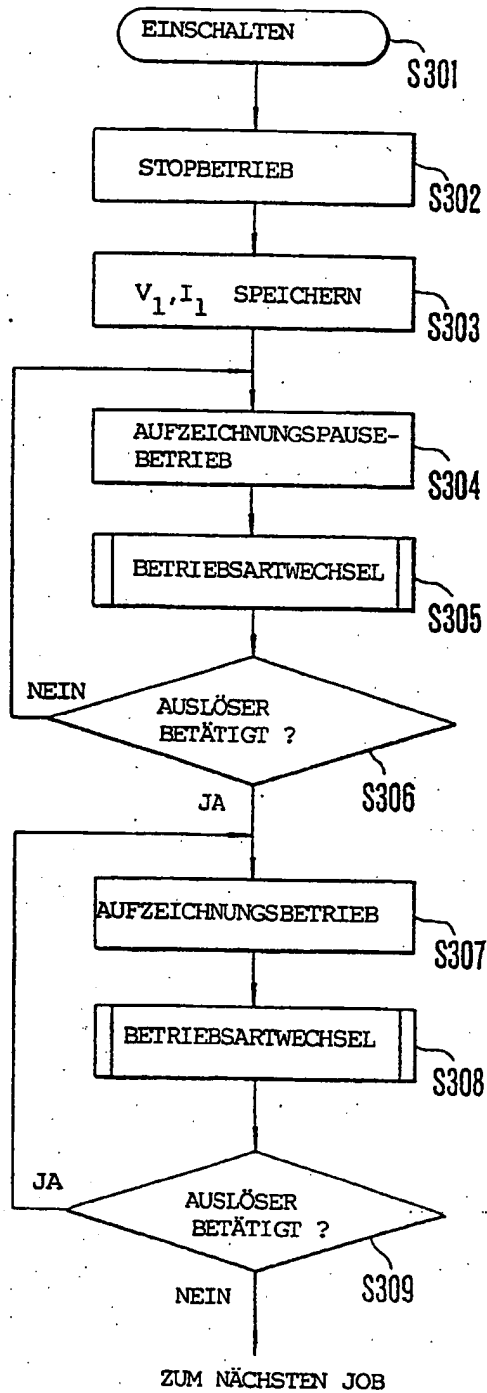 EINSCHALTEN
S301
STOPBETRIEB
S302
V1,I1 SPEICHERN
S303
AUFZEICHNUNGSPAUSE-
BETRIEB
S304
BETRIEBSARTWECHSEL
S305
NEIN
AUSLÖSER
BETÄTIGT ?
S306
JA
AUFZEICHNUNGSBETRIEB
S307
BETRIEBSARTWECHSEL
S308
JA
AUSLÖSER
BETÄTIGT ?
S309
NEIN
ZUM NÄCHSTEN JOB